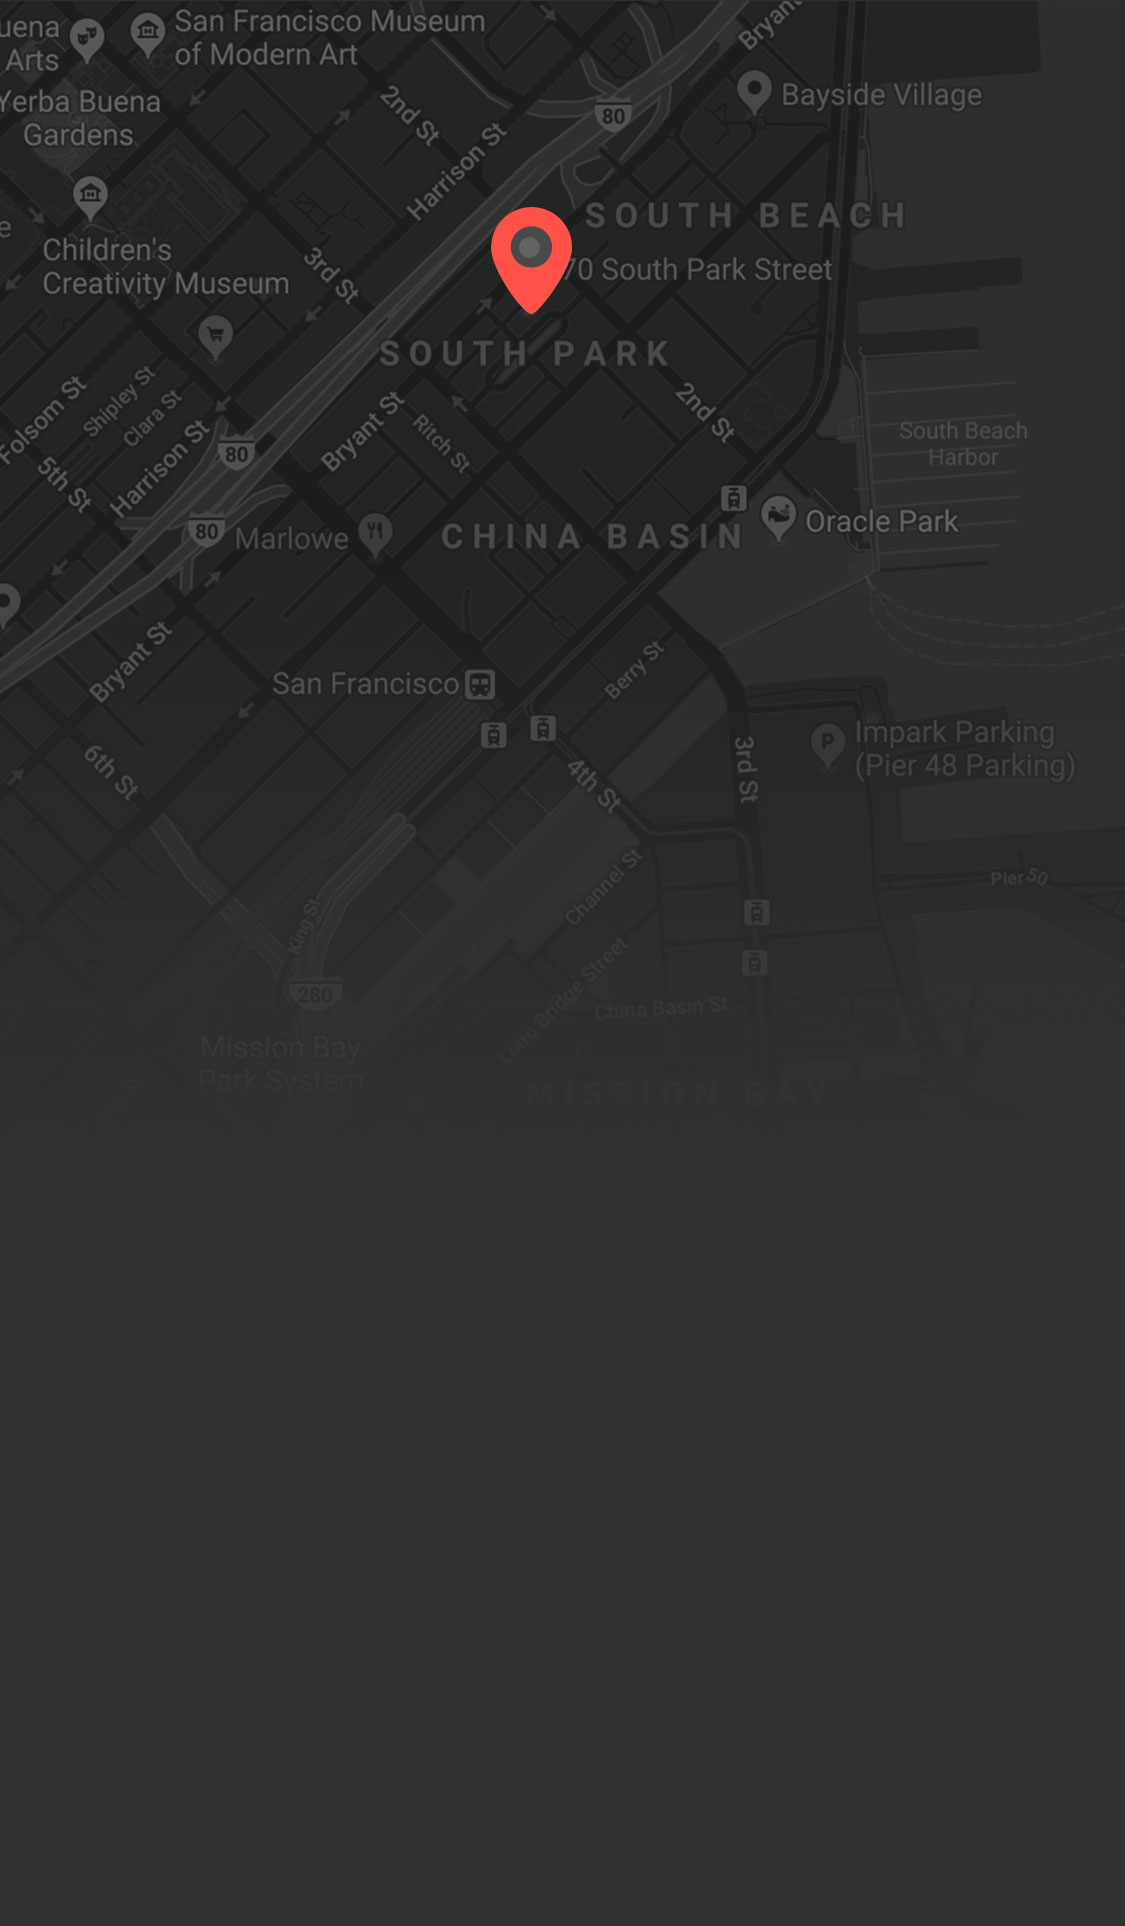 uena
Arts
San Francisco Museum
of Modern Art
Bryant
Yerba Buena
Gardens
2nd St
80
Bayside Village
Harrison St
SOUTH BEACH
e
Children's
Creativity Museum
3rd St
70 South Park Street
SOUTH PARK
Folsom St
Shipley St
Clara St
Harrison St
5th St
80
Bryant St
Ritch St
2nd St
South Beach
Harbor
80
Marlowe
CHINA BASIN
Oracle Park
Bryant St
San Francisco
Berry St
6th St
4th St
3rd St
P
Impark Parking
(Pier 48 Parking)
Channel St
Pier 50
King St
280
Long Bridge Street
China Basin St
Mission Bay
Park System
MISSION BAY